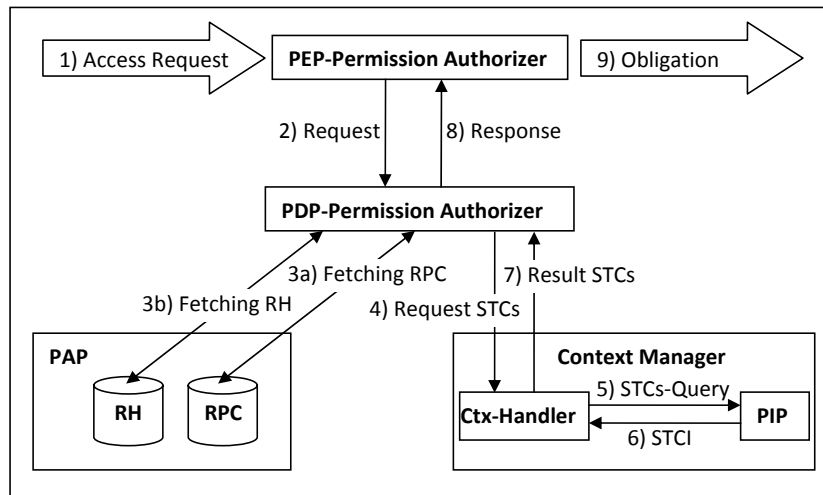 1) Access Request
PEP-Permission Authorizer
9) Obligation
2) Request
8) Response
PDP-Permission Authorizer
3a) Fetching RPC
7) Result STCs
3b) Fetching RH
4) Request STCs
PAP
Context Manager
RH
RPC
Ctx-Handler
5) STCs-Query
PIP
6) STCI